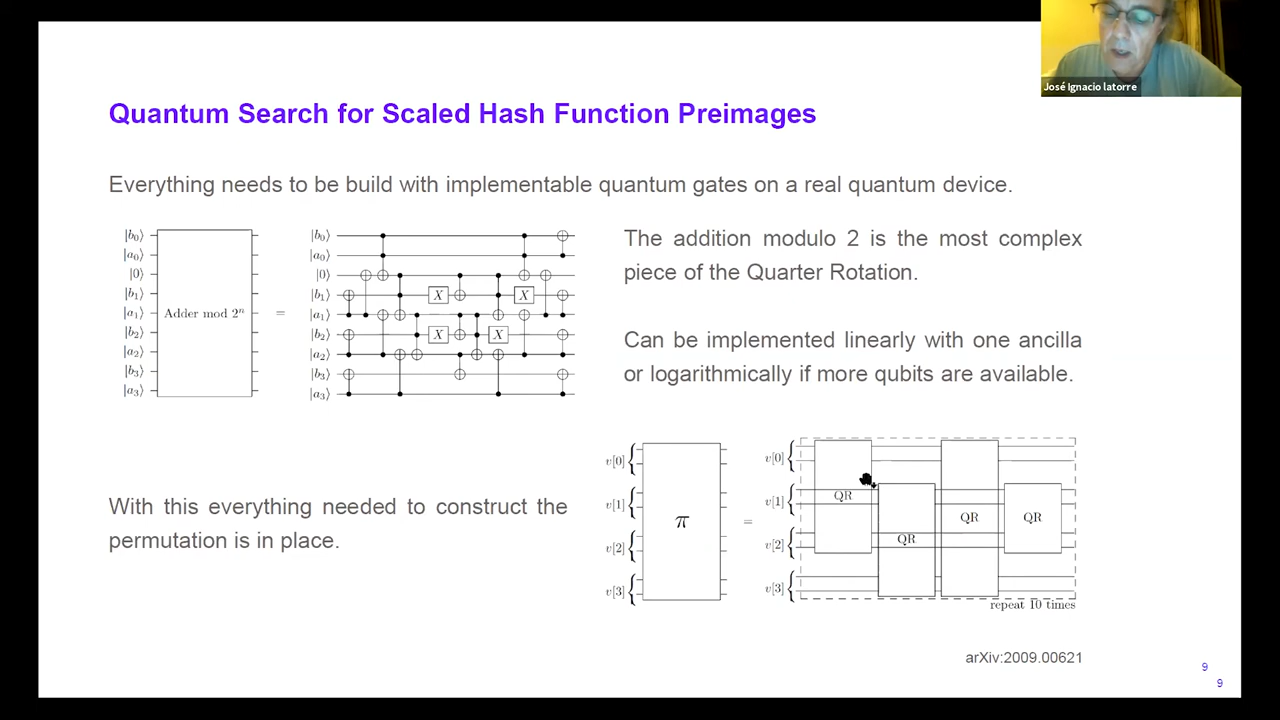 José Ignacio latorre
Quantum Search for Scaled Hash Function Preimages
Everything needs to be build with implementable quantum gates on a real quantum device.
|b₀⟩
|a₀⟩
|0⟩
|b₁⟩
|a₁⟩
|b₂⟩
|a₂⟩
|b₃⟩
|a₃⟩
Adder mod 2ⁿ
=
|b₀⟩
|a₀⟩
|0⟩
|b₁⟩
|a₁⟩
|b₂⟩
|a₂⟩
|b₃⟩
|a₃⟩
X X
X X
The addition modulo 2 is the most complex
piece of the Quarter Rotation.
Can be implemented linearly with one ancilla
or logarithmically if more qubits are available.
With this everything needed to construct the
permutation is in place.
v[0]
v[1]
v[2]
v[3]
π
=
v[0]
v[1]
v[2]
v[3]
QR
QR
QR
QR
repeat 10 times
arXiv:2009.00621
9
9